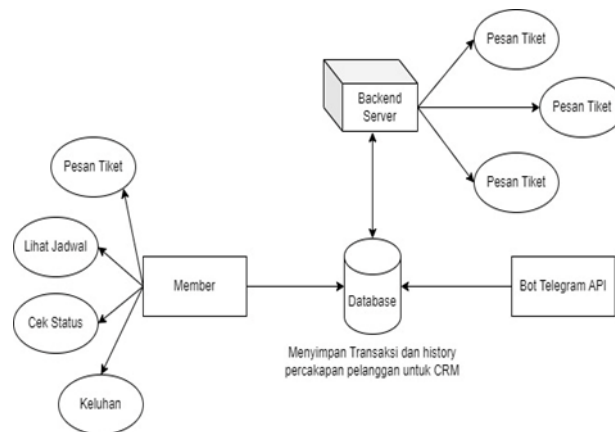 Pesan Tiket
Backend
Server
Pesan Tiket
Pesan Tiket
Pesan Tiket
Lihat Jadwal
Cek Status
Keluhan
Member
Database
Bot Telegram API
Menyimpan Transaksi dan history
percakapan pelanggan untuk CRM